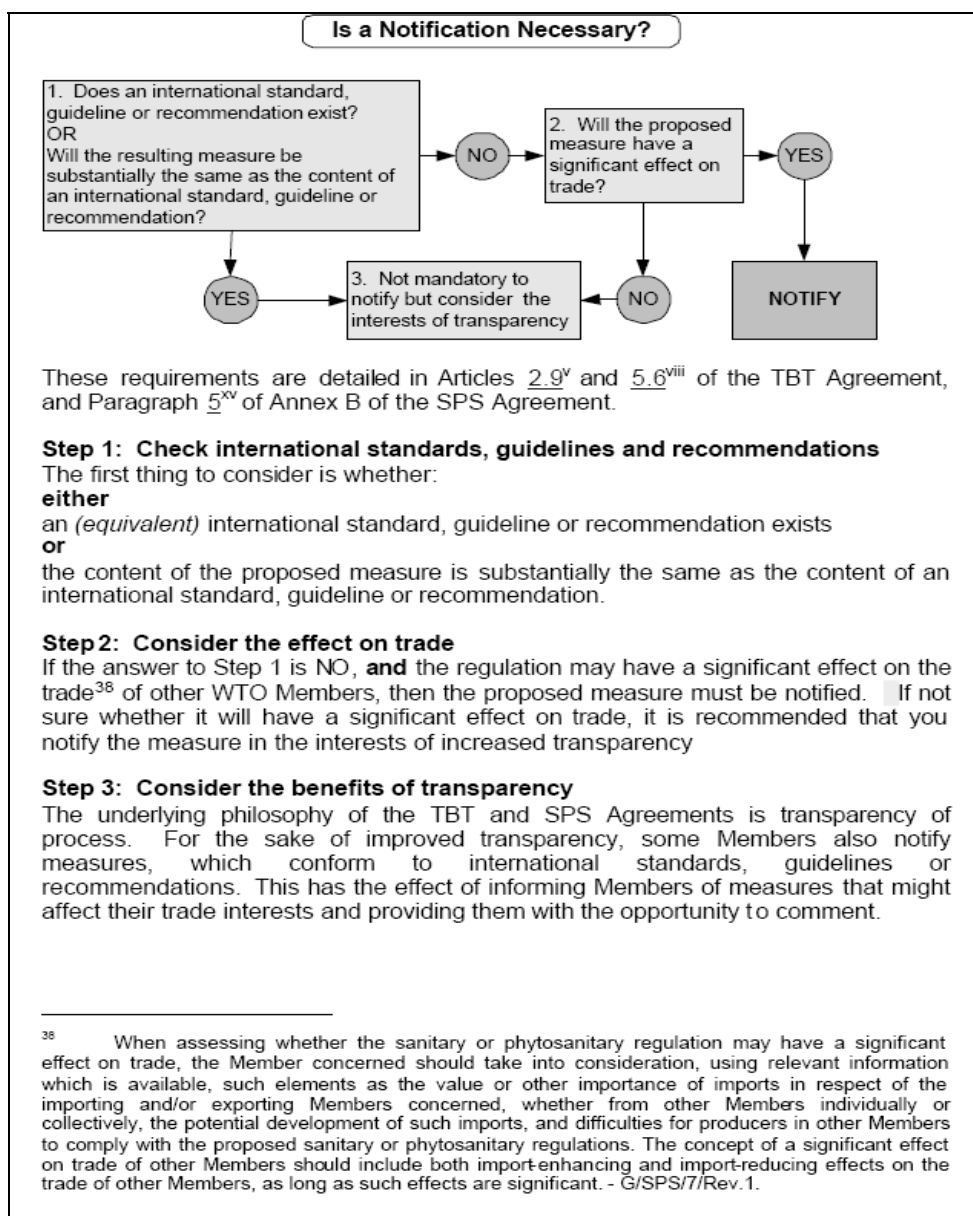 Is a Notification Necessary?
1. Does an international standard,
guideline or recommendation exist?
OR
Will the resulting measure be
substantially the same as the content of
an international standard, guideline or
recommendation?
NO
2. Will the proposed
measure have a
significant effect on
trade?
YES
YES
3. Not mandatory to
notify but consider the
interests of transparency
NO
NOTIFY
These requirements are detailed in Articles 2.9v and 5.6viii of the TBT Agreement,
and Paragraph 5xv of Annex B of the SPS Agreement.
Step 1: Check international standards, guidelines and recommendations
The first thing to consider is whether:
either
an (equivalent) international standard, guideline or recommendation exists
or
the content of the proposed measure is substantially the same as the content of an
international standard, guideline or recommendation.
Step 2: Consider the effect on trade
If the answer to Step 1 is NO, and the regulation may have a significant effect on the
trade38 of other WTO Members, then the proposed measure must be notified. If not
sure whether it will have a significant effect on trade, it is recommended that you
notify the measure in the interests of increased transparency
Step 3: Consider the benefits of transparency
The underlying philosophy of the TBT and SPS Agreements is transparency of
process. For the sake of improved transparency, some Members also notify
measures, which conform to international standards, guidelines or
recommendations. This has the effect of informing Members of measures that might
affect their trade interests and providing them with the opportunity to comment.
38 When assessing whether the sanitary or phytosanitary regulation may have a significant
effect on trade, the Member concerned should take into consideration, using relevant information
which is available, such elements as the value or other importance of imports in respect of the
importing and/or exporting Members concerned, whether from other Members individually or
collectively, the potential development of such imports, and difficulties for producers in other Members
to comply with the proposed sanitary or phytosanitary regulations. The concept of a significant effect
on trade of other Members should include both import-enhancing and import-reducing effects on the
trade of other Members, as long as such effects are significant. - G/SPS/7/Rev.1.